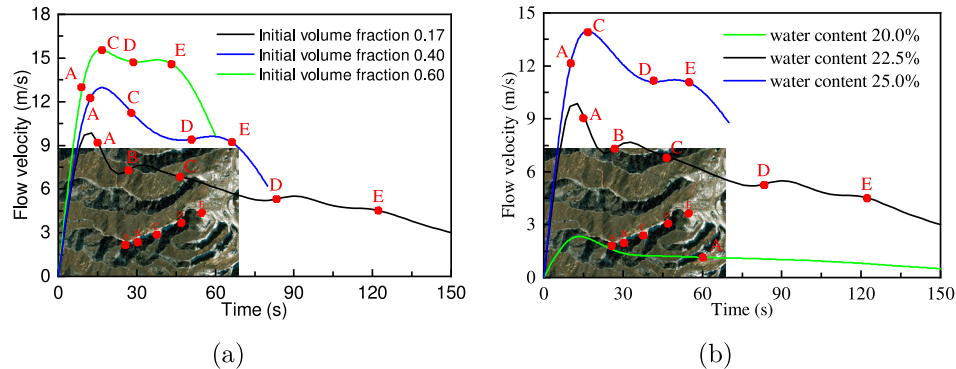 Flow velocity (m/s)
18
15
12
9
6
3
0
0 30 60 90 120 150
Time (s)
Initial volume fraction 0.17
Initial volume fraction 0.40
Initial volume fraction 0.60
A
C
D
E
A
C
D
E
A
B
C
D
E
(a)
Flow velocity (m/s)
15
12
9
6
3
0
0 30 60 90 120 150
Time (s)
water content 20.0%
water content 22.5%
water content 25.0%
A
C
D
E
A
B
C
D
E
A
(b)